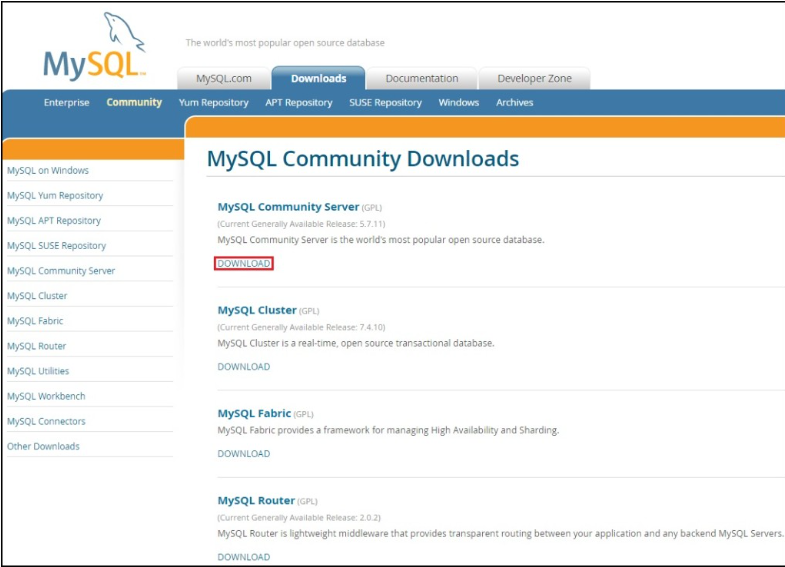 MySQL
The world's most popular open source database
MySQL.com Downloads Documentation Developer Zone
Enterprise Community Yum Repository APT Repository SUSE Repository Windows Archives
MySQL on Windows
MySQL Yum Repository
MySQL APT Repository
MySQL SUSE Repository
MySQL Community Server
MySQL Cluster
MySQL Fabric
MySQL Router
MySQL Utilities
MySQL Workbench
MySQL Connectors
Other Downloads
MySQL Community Downloads
MySQL Community Server (GPL)
(Current Generally Available Release: 5.7.11)
MySQL Community Server is the world's most popular open source database.
DOWNLOAD
MySQL Cluster (GPL)
(Current Generally Available Release: 7.4.10)
MySQL Cluster is a real-time, open source transactional database.
DOWNLOAD
MySQL Fabric (GPL)
MySQL Fabric provides a framework for managing High Availability and Sharding.
DOWNLOAD
MySQL Router (GPL)
(Current Generally Available Release: 2.0.2)
MySQL Router is lightweight middleware that provides transparent routing between your application and any backend MySQL Servers.
DOWNLOAD